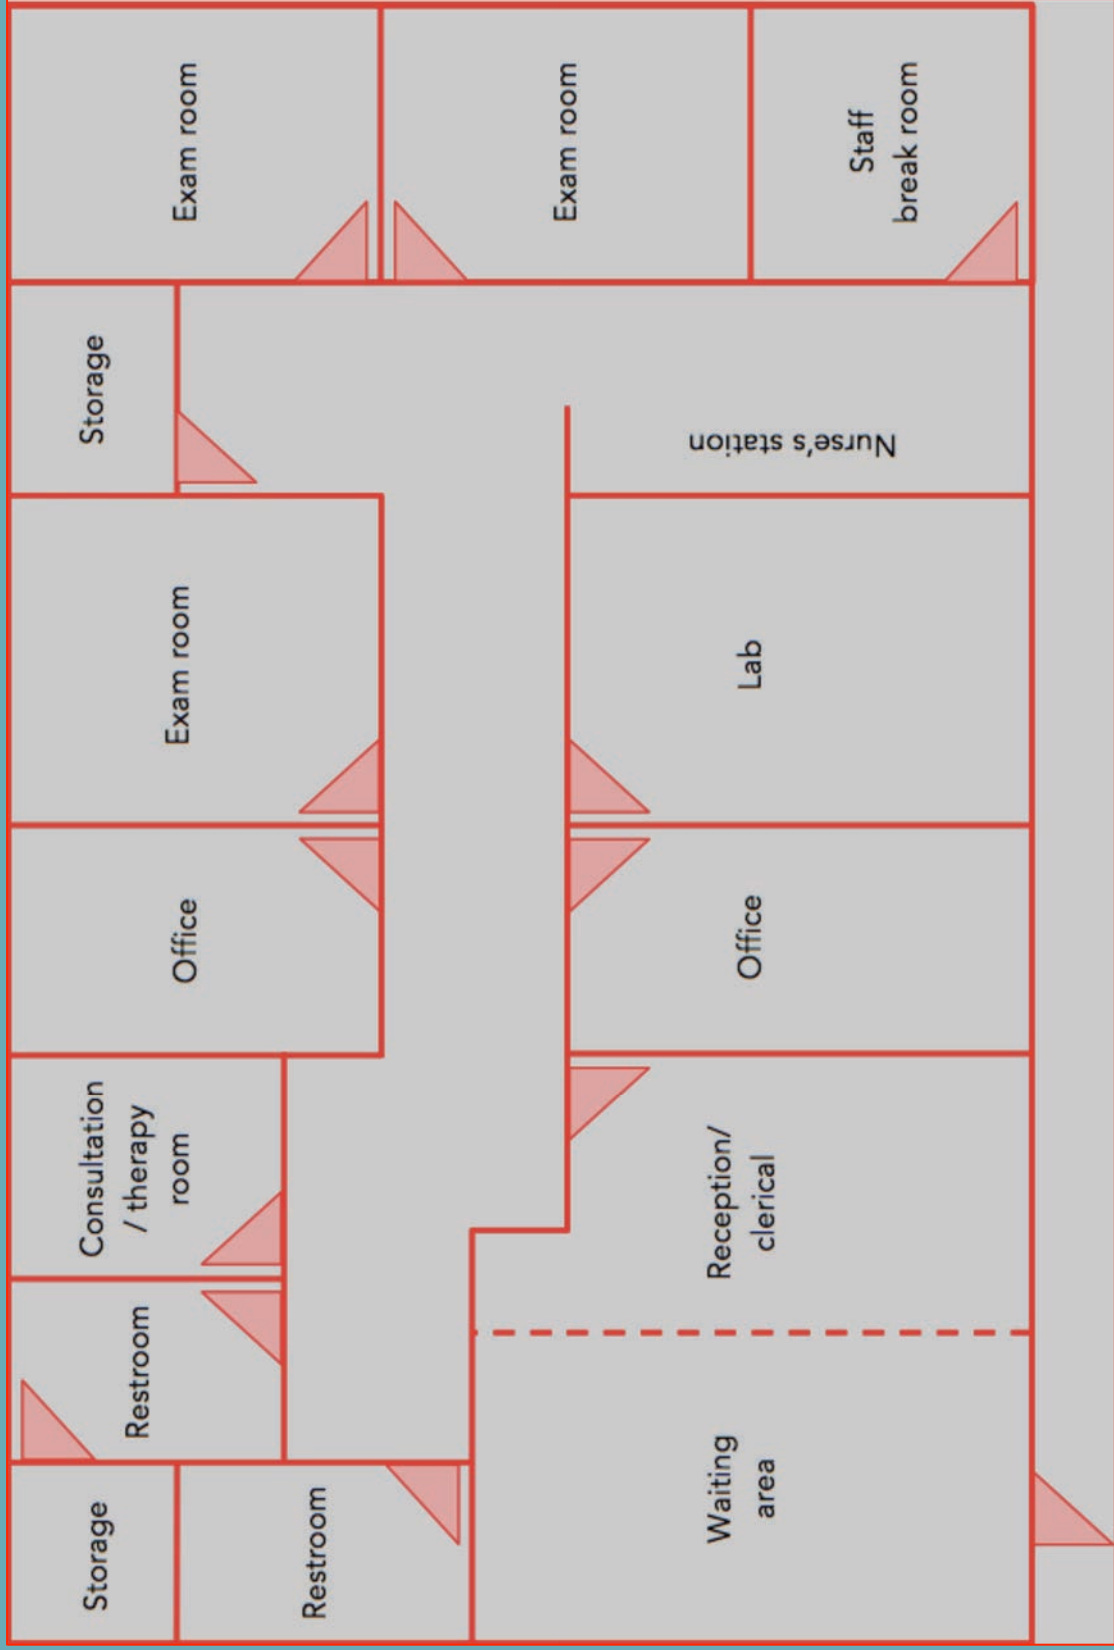 Storage
Restroom
Consultation
/ therapy
room
Office
Exam room
Storage
Exam room
Restroom
Waiting
area
Reception/
clerical
Office
Lab
Nurse's station
Exam room
Staff
break room